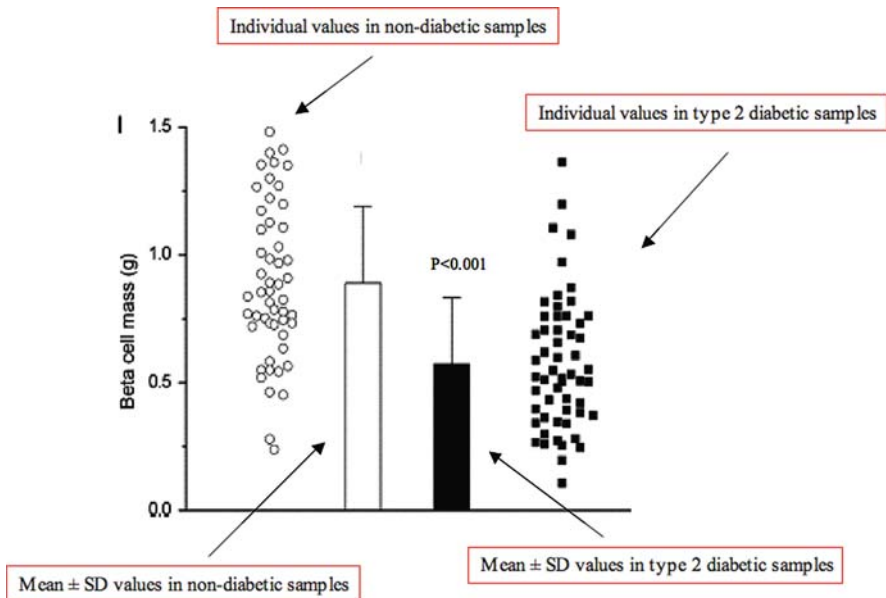 Individual values in non-diabetic samples
Individual values in type 2 diabetic samples
I
1.5
1.0
P<0.001
0.5
0.0
Beta cell mass (g)
Mean ± SD values in non-diabetic samples
Mean ± SD values in type 2 diabetic samples